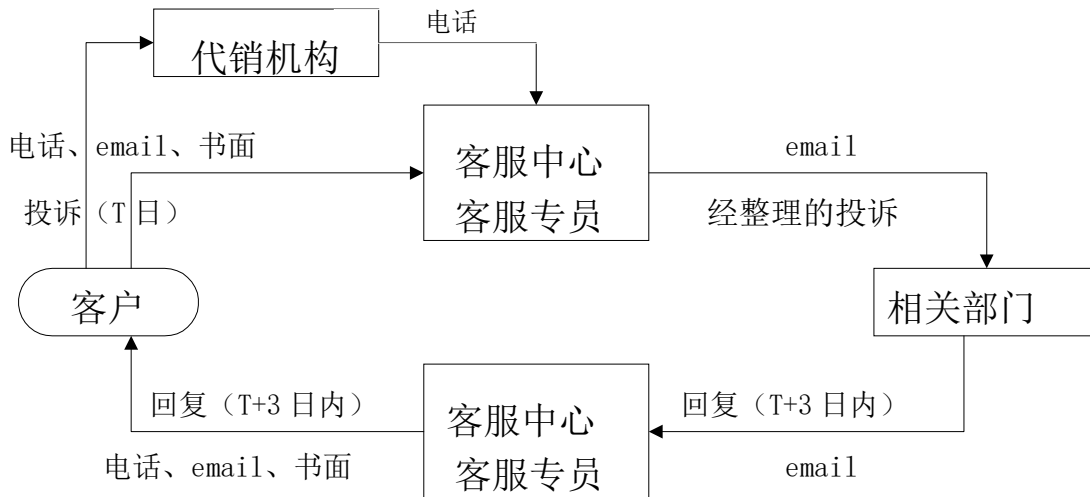 电话
代销机构
电话、email、书面
投诉（T 日）
客服中心
客服专员
email
经整理的投诉
客户
相关部门
回复（T+3 日内）
电话、email、书面
客服中心
客服专员
回复（T+3 日内）
email